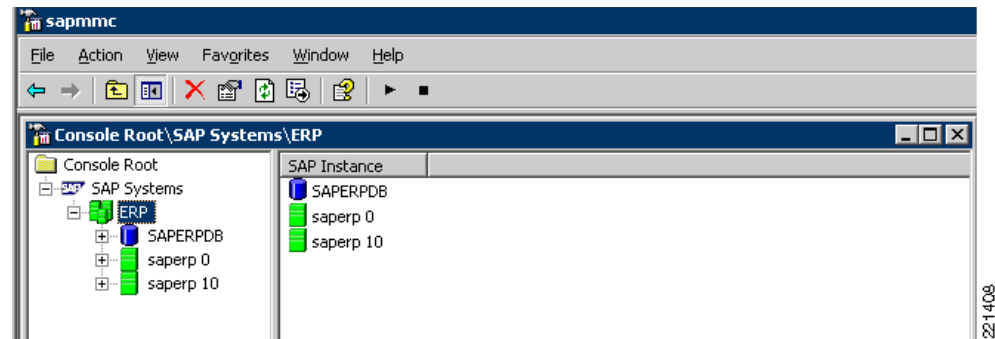 sapmmc
File Action View Favorites Window Help
Console Root\SAP Systems\ERP
Console Root
SAP Systems
ERP
SAPERPDB
saperp 0
saperp 10
SAP Instance
SAPERPDB
saperp 0
saperp 10
221408